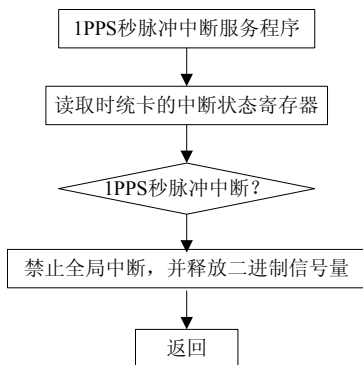 1PPS秒脉冲中断服务程序
读取时统卡的中断状态寄存器
1PPS秒脉冲中断？
禁止全局中断，并释放二进制信号量
返回